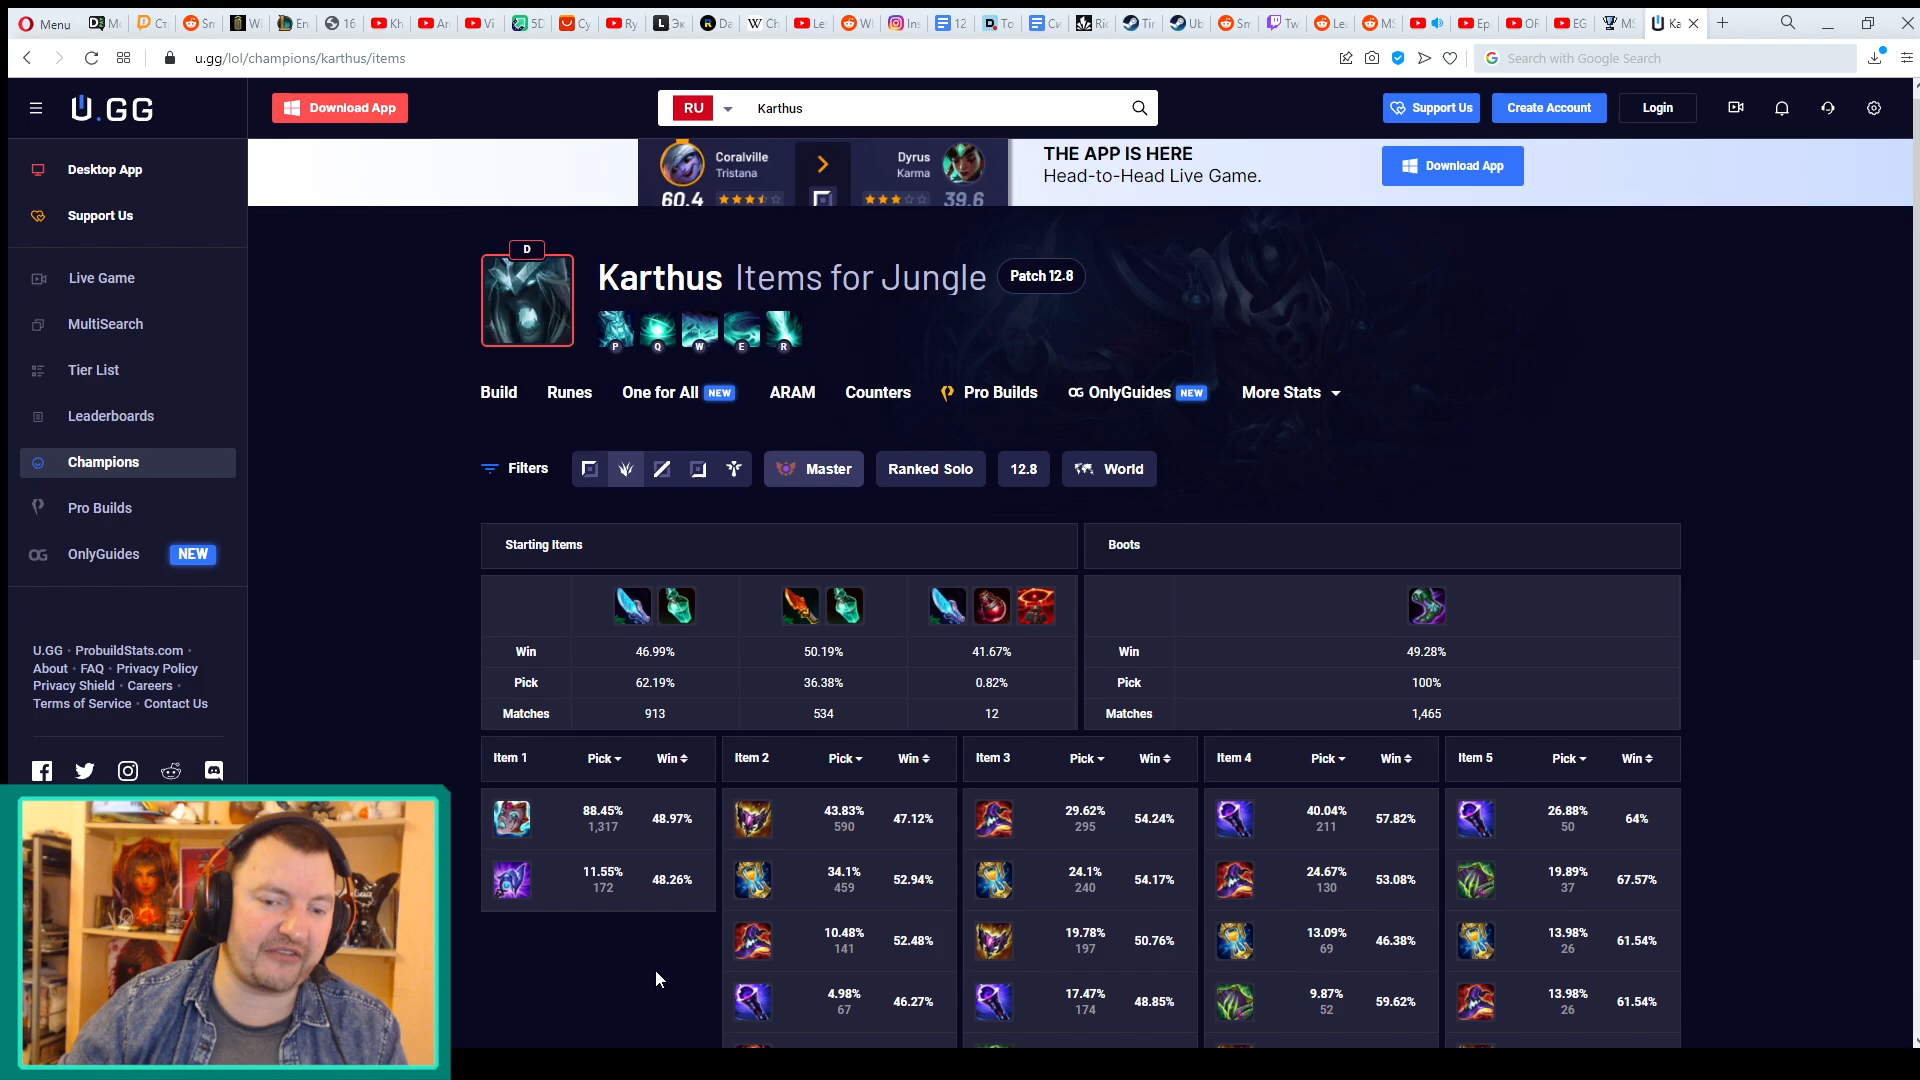 Menu
u.gg/lol/champions/karthus/items
Search with Google Search
U.GG
Download App
RU
Karthus
Support Us
Create Account
Login
Desktop App
Support Us
Live Game
MultiSearch
Tier List
Leaderboards
Champions
Pro Builds
OnlyGuides NEW
U.GG · ProbuildStats.com ·
About · FAQ · Privacy Policy
Privacy Shield · Careers ·
Terms of Service · Contact Us
Coralville
Tristana
60.4
Dyrus
Karma
39.6
THE APP IS HERE
Head-to-Head Live Game.
Download App
D
Karthus Items for Jungle Patch 12.8
P Q W E R
Build Runes One for All NEW ARAM Counters Pro Builds OG OnlyGuides NEW More Stats
Filters Master Ranked Solo 12.8 World
Starting Items
Win 46.99% 50.19% 41.67%
Pick 62.19% 36.38% 0.82%
Matches 913 534 12
Boots
Win 49.28%
Pick 100%
Matches 1,465
Item 1 Pick Win
88.45% 48.97%
1,317
11.55% 48.26%
172
Item 2 Pick Win
43.83% 47.12%
590
34.1% 52.94%
459
10.48% 52.48%
141
4.98% 46.27%
67
Item 3 Pick Win
29.62% 54.24%
295
24.1% 54.17%
240
19.78% 50.76%
197
17.47% 48.85%
174
Item 4 Pick Win
40.04% 57.82%
211
24.67% 53.08%
130
13.09% 46.38%
69
9.87% 59.62%
52
Item 5 Pick Win
26.88% 64%
50
19.89% 67.57%
37
13.98% 61.54%
26
13.98% 61.54%
26